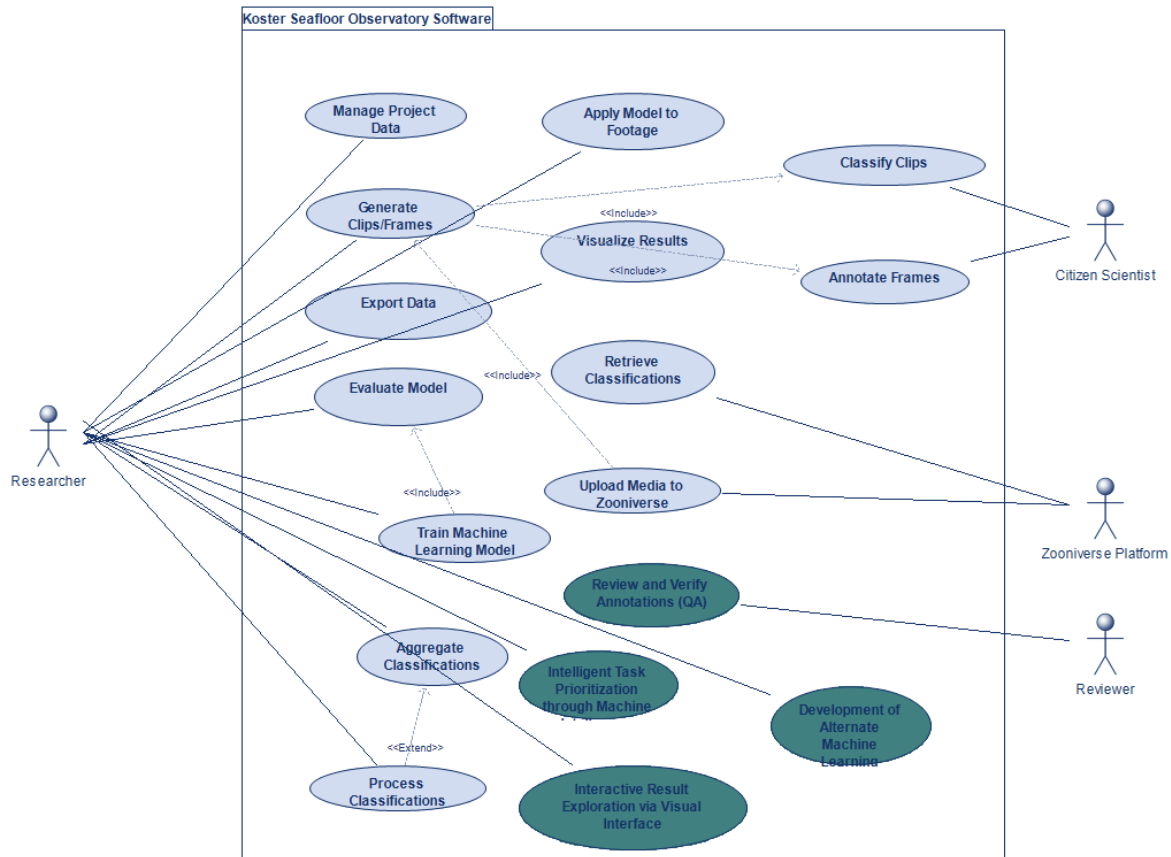 Koster Seafloor Observatory Software
Manage Project
Data
Apply Model to
Footage
Classify Clips
Generate
Clips/Frames
<<Include>>
Visualize Results
<<Include>>
Annotate Frames
Citizen Scientist
Export Data
Retrieve
Classifications
<<Include>>
Evaluate Model
Researcher
<<Include>>
Upload Media to
Zooniverse
Zooniverse Platform
Train Machine
Learning Model
Review and Verify
Annotations (QA)
Aggregate
Classifications
Intelligent Task
Prioritization through Machine
Reviewer
Development of
Alternate
Machine
Learning
<<Extend>>
Process
Classifications
Interactive Result
Exploration via Visual
Interface